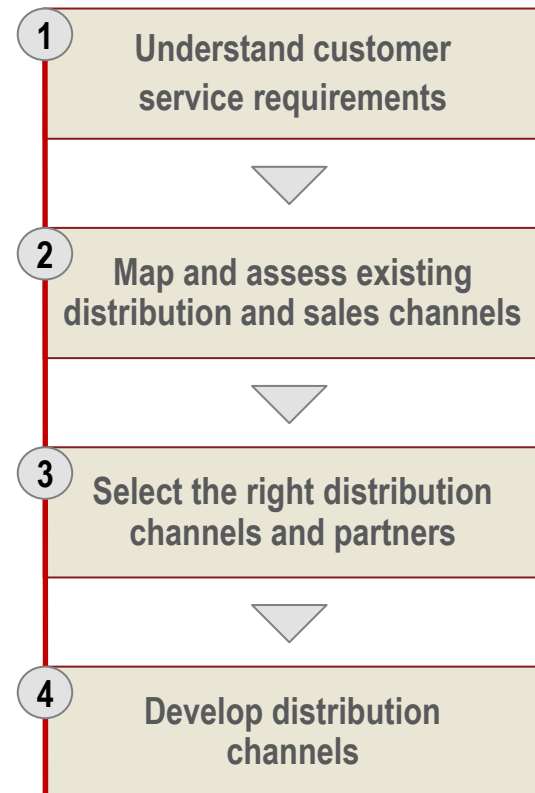 1
Understand customer
service requirements
2
Map and assess existing
distribution and sales channels
3
Select the right distribution
channels and partners
4
Develop distribution
channels